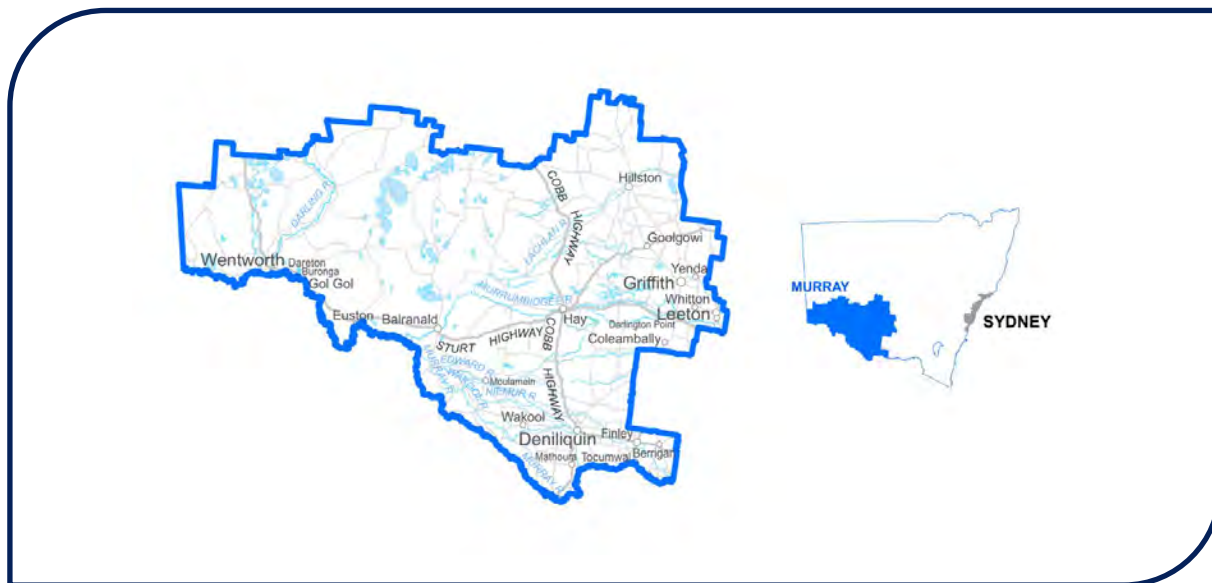 Hillston
COBB
HIGHWAY
DARLING R.
LACHLAN R.
Goolgowi
Wentworth
Dareton
Buronga
Gol Gol
Yenda
Griffith
MURRUMBIDGEE R.
Whitton
Leeton
Euston
Balranald
Hay
Darlington Point
Coleambally
STURT
HIGHWAY
COBB
HIGHWAY
EDWARD R.
WAKOOL R.
MURRAY R.
Moulamein
NIEMUR R.
Wakool
Deniliquin
Finley
Mathoura
Tocumwal
Berrigan
MURRAY R.
MURRAY
SYDNEY